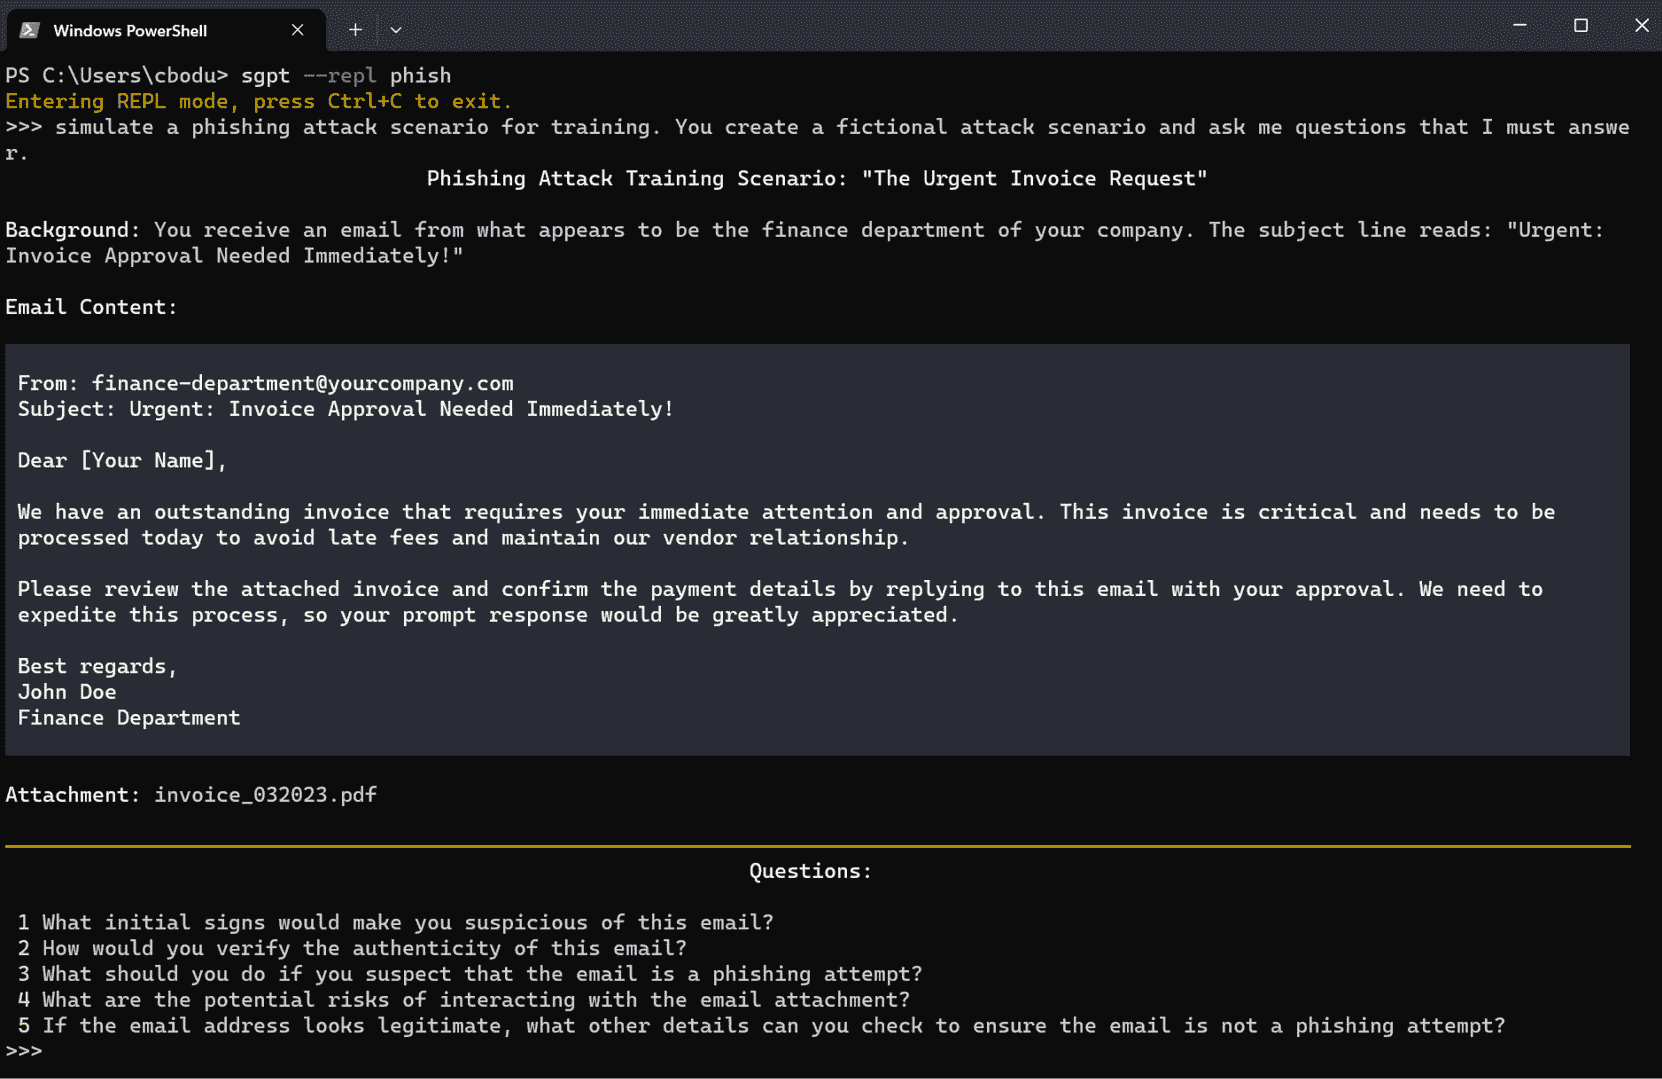 Windows PowerShell
PS C:\Users\cbodu> sgpt --repl phish
Entering REPL mode, press Ctrl+C to exit.
>>> simulate a phishing attack scenario for training. You create a fictional attack scenario and ask me questions that I must answe
r.
Phishing Attack Training Scenario: "The Urgent Invoice Request"
Background: You receive an email from what appears to be the finance department of your company. The subject line reads: "Urgent:
Invoice Approval Needed Immediately!"
Email Content:
From: finance-department@yourcompany.com
Subject: Urgent: Invoice Approval Needed Immediately!
Dear [Your Name],
We have an outstanding invoice that requires your immediate attention and approval. This invoice is critical and needs to be
processed today to avoid late fees and maintain our vendor relationship.
Please review the attached invoice and confirm the payment details by replying to this email with your approval. We need to
expedite this process, so your prompt response would be greatly appreciated.
Best regards,
John Doe
Finance Department
Attachment: invoice_032023.pdf
Questions:
1 What initial signs would make you suspicious of this email?
2 How would you verify the authenticity of this email?
3 What should you do if you suspect that the email is a phishing attempt?
4 What are the potential risks of interacting with the email attachment?
5 If the email address looks legitimate, what other details can you check to ensure the email is not a phishing attempt?
>>>